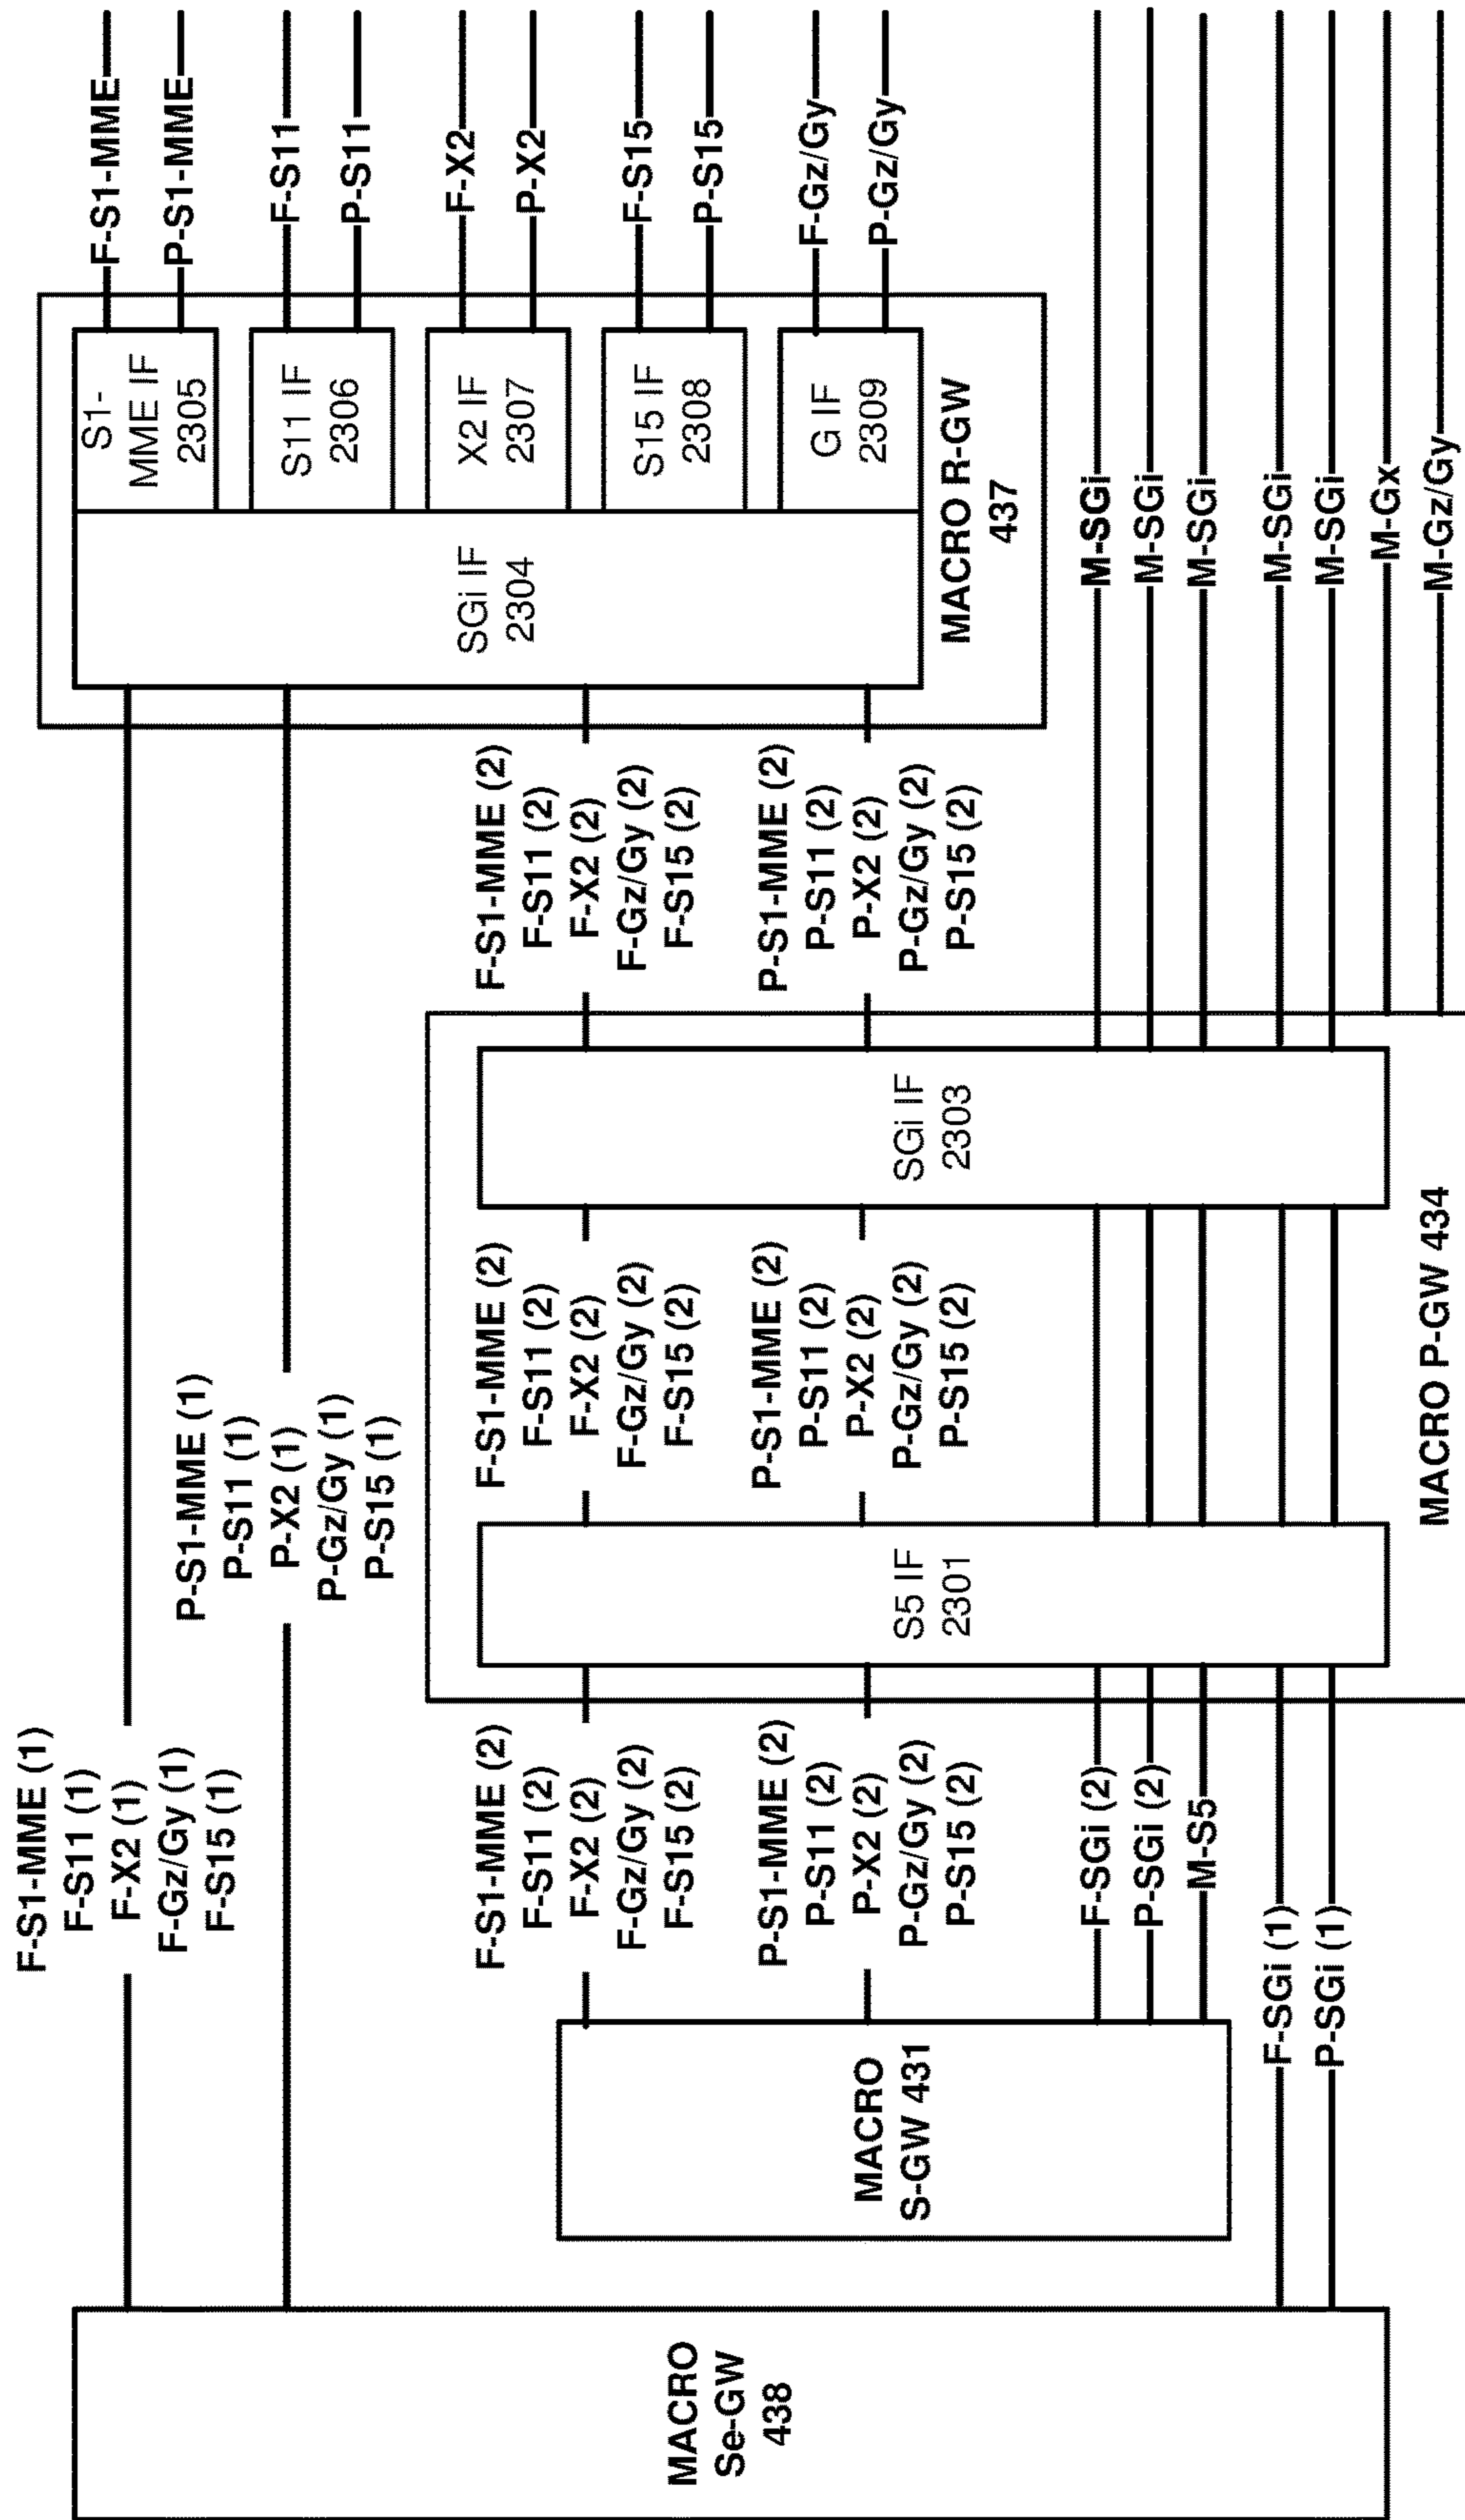 MACRO
Se-GW
438
F-S1-MME (1)
F-S11 (1)
F-X2 (1)
F-Gz/Gy (1)
F-S15 (1)
P-S1-MME (1)
P-S11 (1)
P-X2 (1)
P-Gz/Gy (1)
P-S15 (1)
MACRO
S-GW 431
F-S1-MME (2)
F-S11 (2)
F-X2 (2)
F-Gz/Gy (2)
F-S15 (2)
P-S1-MME (2)
P-S11 (2)
P-X2 (2)
P-Gz/Gy (2)
P-S15 (2)
F-SGi (2)
P-SGi (2)
M-S5
F-SGi (1)
P-SGi (1)
S5 IF
2301
F-S1-MME (2)
F-S11 (2)
F-X2 (2)
F-Gz/Gy (2)
F-S15 (2)
P-S1-MME (2)
P-S11 (2)
P-X2 (2)
P-Gz/Gy (2)
P-S15 (2)
SGi IF
2303
MACRO P-GW 434
F-S1-MME (2)
F-S11 (2)
F-X2 (2)
F-Gz/Gy (2)
F-S15 (2)
P-S1-MME (2)
P-S11 (2)
P-X2 (2)
P-Gz/Gy (2)
P-S15 (2)
SGi IF
2304
S1-
MME IF
2305
S11 IF
2306
X2 IF
2307
S15 IF
2308
G IF
2309
MACRO R-GW
437
F-S1-MME
P-S1-MME
F-S11
P-S11
F-X2
P-X2
F-S15
P-S15
F-Gz/Gy
P-Gz/Gy
M-SGi
M-SGi
M-SGi
M-SGi
M-SGi
M-Gx
M-Gz/Gy